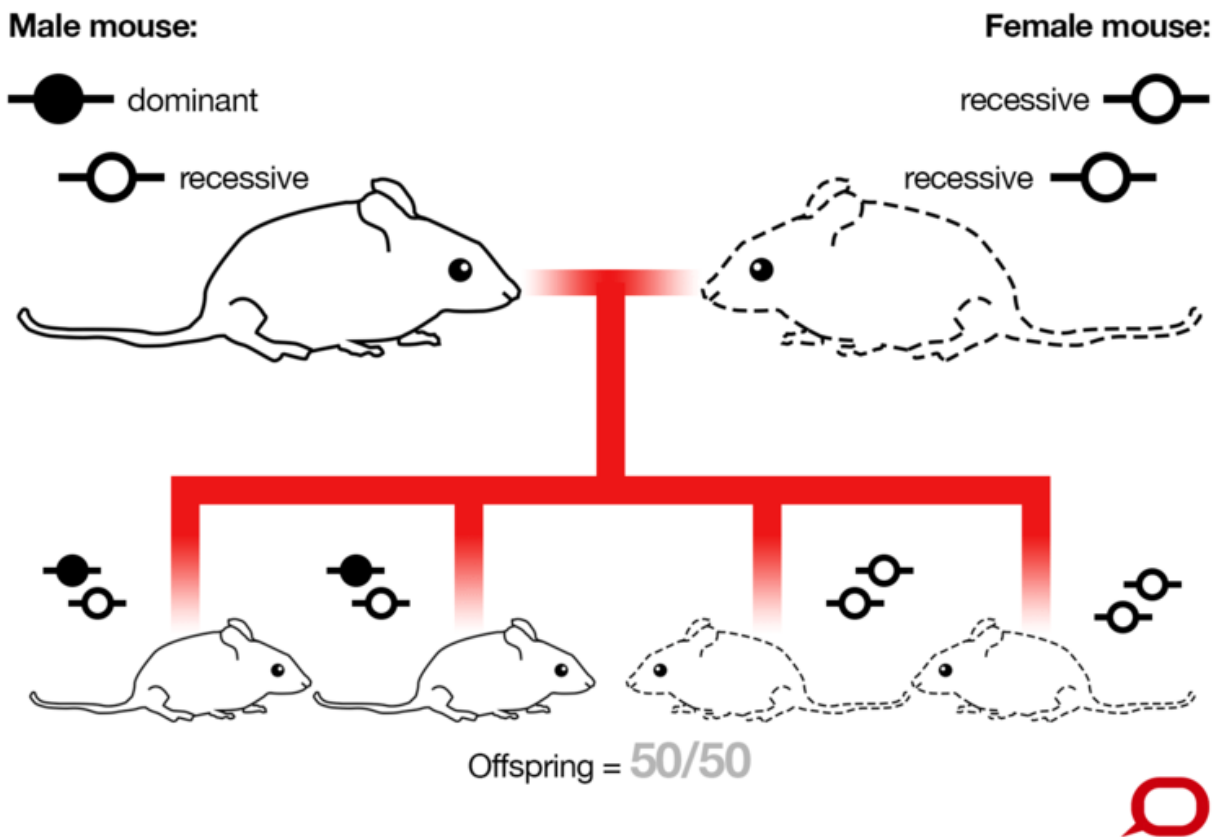 Male mouse:
Female mouse:
dominant
recessive
recessive
recessive
Offspring = 50/50